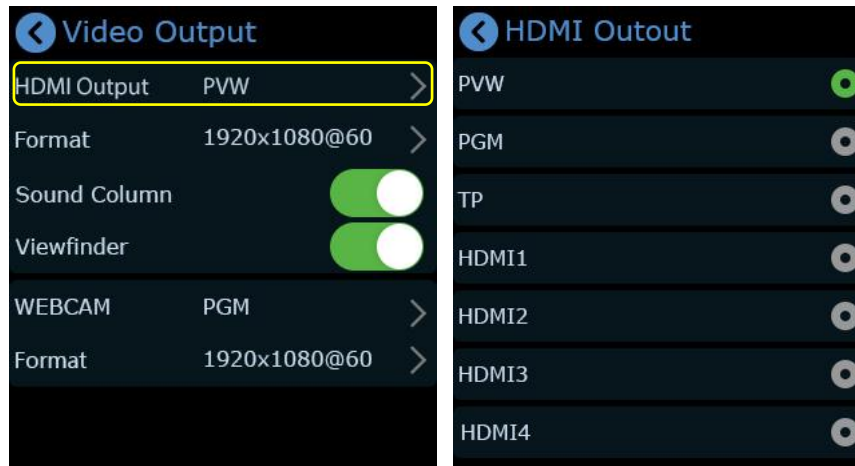 Video Output
HDMI Output PVW
Format 1920x1080@60
Sound Column
Viewfinder
WEBCAM PGM
Format 1920x1080@60
HDMI Outout
PVW
PGM
TP
HDMI1
HDMI2
HDMI3
HDMI4